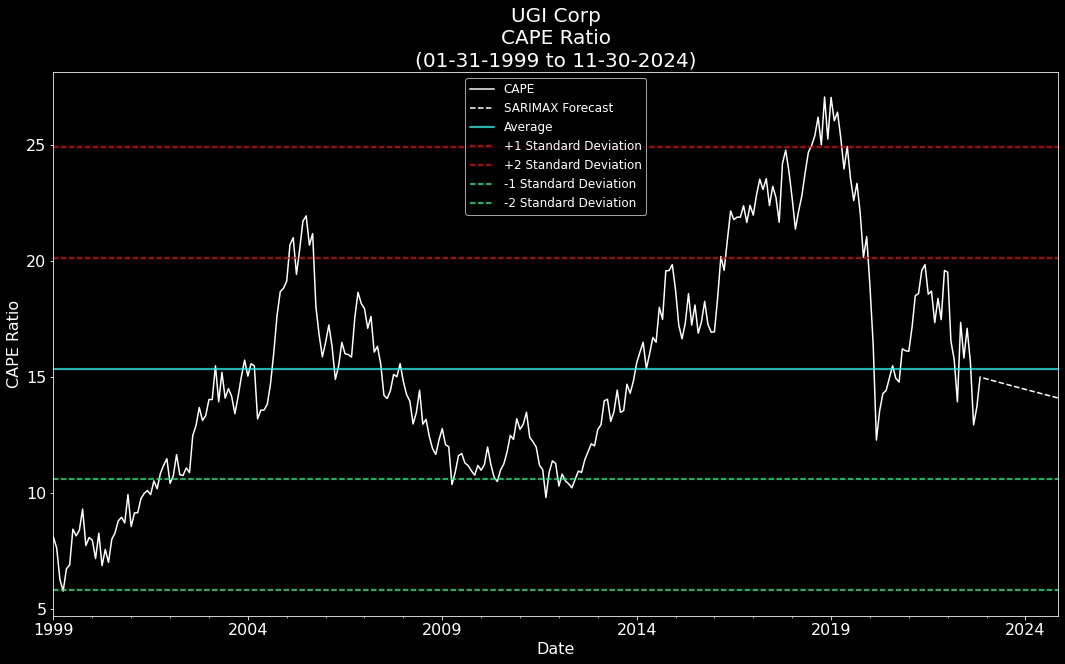 UGI Corp
CAPE Ratio
(01-31-1999 to 11-30-2024)
CAPE
SARIMAX Forecast
Average
+1 Standard Deviation
+2 Standard Deviation
-1 Standard Deviation
-2 Standard Deviation
CAPE Ratio
25
20
15
10
5
1999
2004
2009
2014
2019
2024
Date